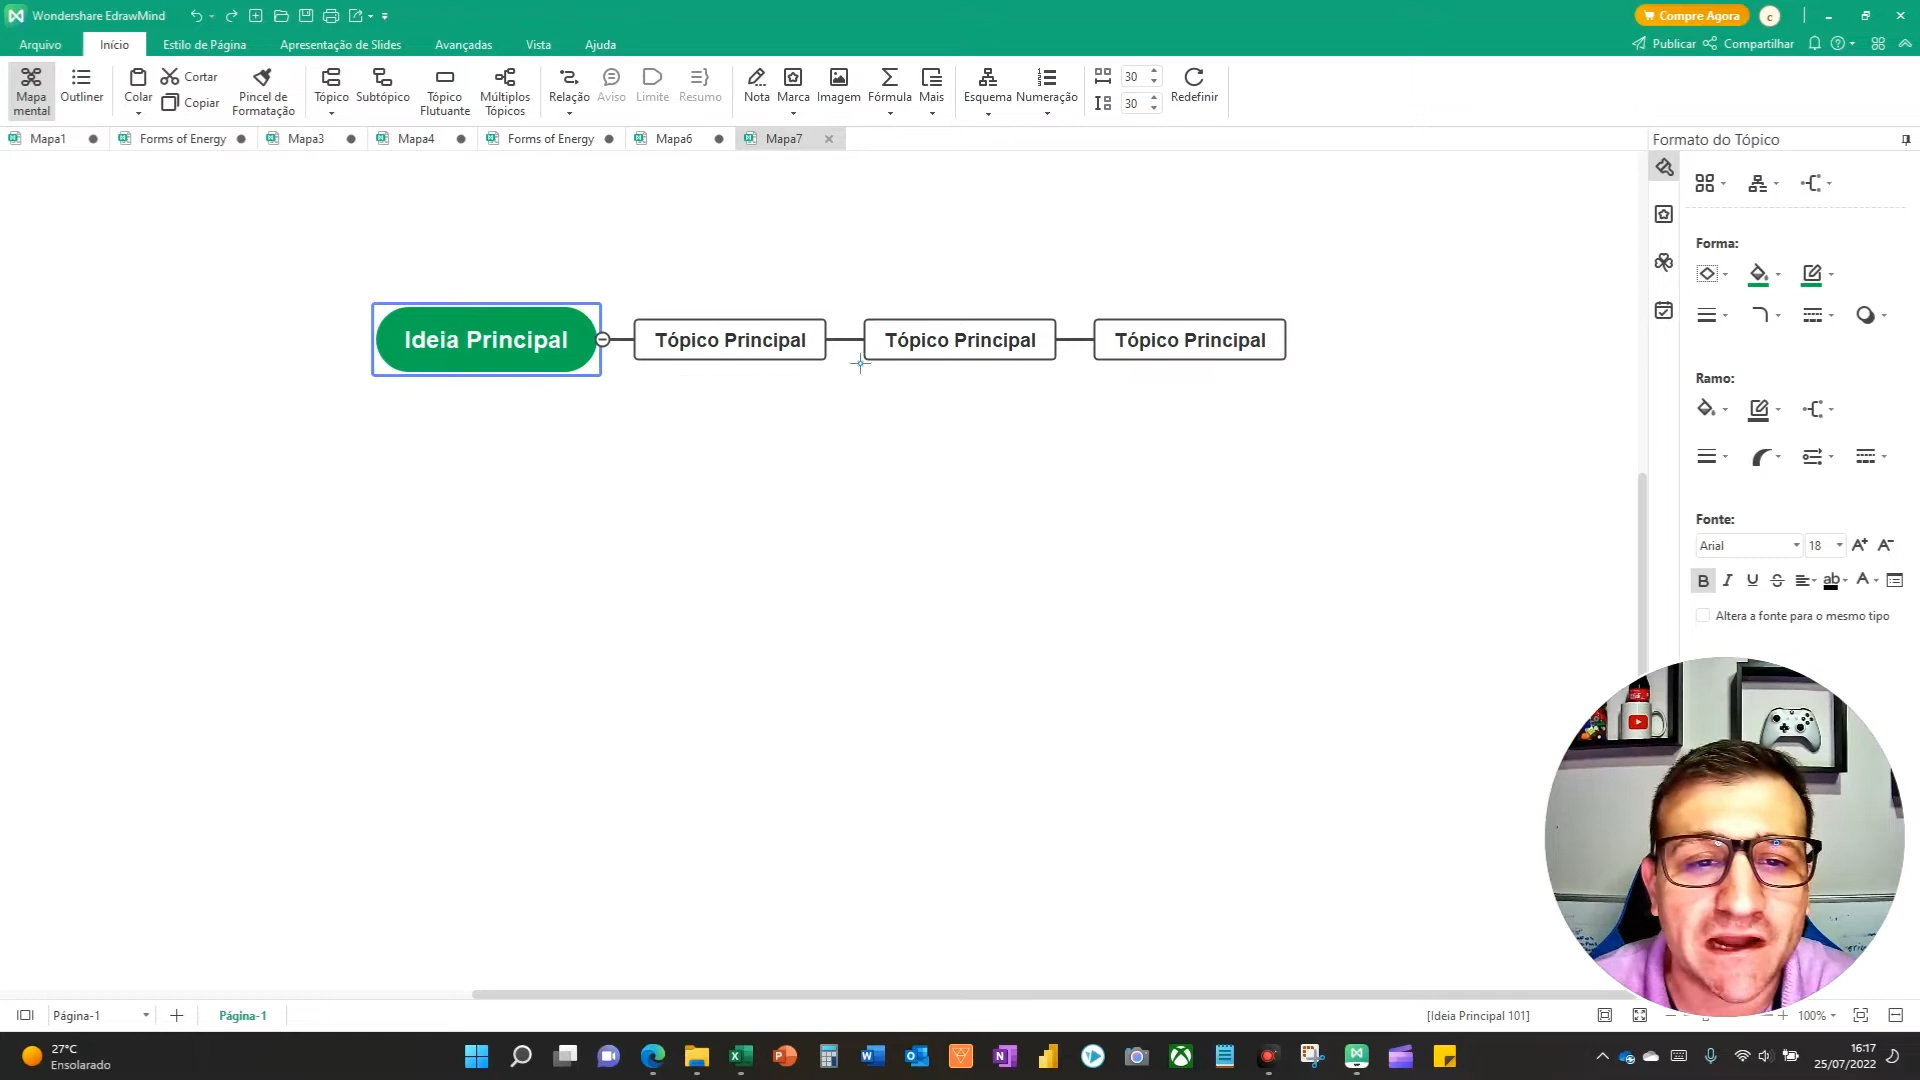 Wondershare EdrawMind
Compre Agora
c
Arquivo Início Estilo de Página Apresentação de Slides Avançadas Vista Ajuda
Publicar Compartilhar
Mapa mental
Outliner
Colar
Cortar
Copiar
Pincel de Formatação
Tópico
Subtópico
Tópico Flutuante
Múltiplos Tópicos
Relação
Aviso
Limite
Resumo
Nota
Marca
Imagem
Fórmula
Mais
Esquema
Numeração
30
30
Redefinir
Mapa1 Forms of Energy Mapa3 Mapa4 Forms of Energy Mapa6 Mapa7
Formato do Tópico
Forma:
Ideia Principal Tópico Principal Tópico Principal Tópico Principal
Ramo:
Fonte:
Arial 18 A+ A-
B I U S ab A
Altera a fonte para o mesmo tipo
Página-1 Página-1
[Ideia Principal 101]
100%
27°C
Ensolarado
16:17
25/07/2022